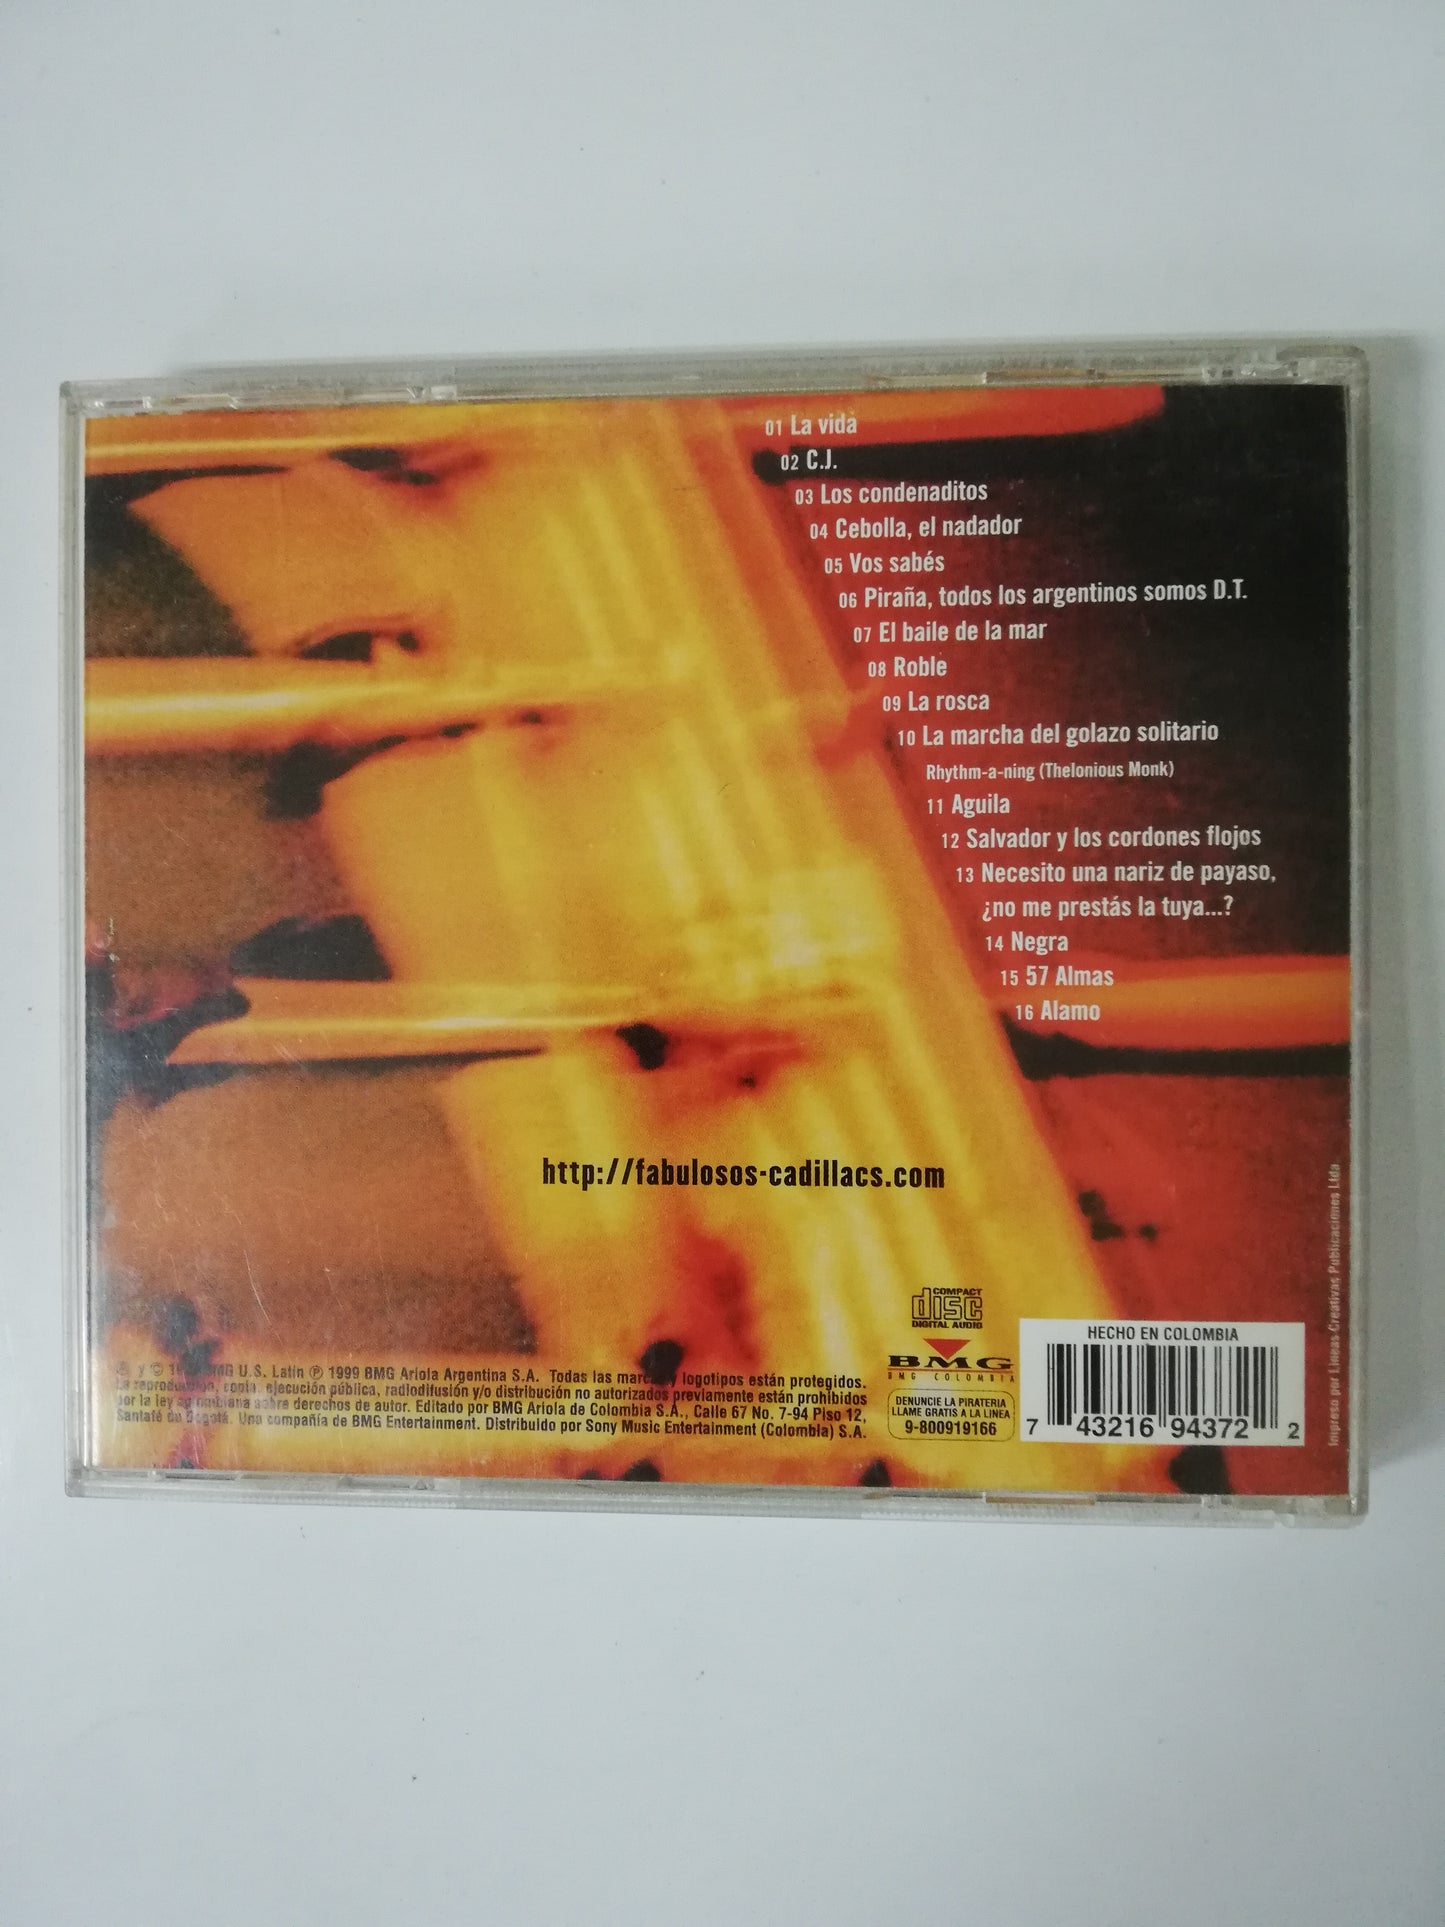 01 La vida
02 C.J.
03 Los condenaditos
04 Cebolla, el nadador
05 Vos sabés
06 Piraña, todos los argentinos somos D.T.
07 El baile de la mar
08 Roble
09 La rosca
10 La marcha del golazo solitario
Rhythm-a-ning (Thelonious Monk)
11 Aguila
12 Salvador y los cordones flojos
13 Necesito una nariz de payaso,
¿no me prestás la tuya...?
14 Negra
15 57 Almas
16 Alamo
http://fabulosos-cadillacs.com
COMPACT
disc
DIGITAL AUDIO
BMG
BMG COLOMBIA
DENUNCIE LA PIRATERIA
LLAME GRATIS A LA LINEA
9-800919166
HECHO EN COLOMBIA
7 43216 94372 2
Impreso por Lineas Creativas Publicaciones Ltda
℗ y © BMG U.S. Latin ℗ 1999 BMG Ariola Argentina S.A. Todas las marcas y logotipos están protegidos.
La reproducción, copia, ejecución pública, radiodifusión y/o distribución no autorizados previamente están prohibidos
por la ley colombiana sobre derechos de autor. Editado por BMG Ariola de Colombia S.A., Calle 67 No. 7-94 Piso 12,
Santafé de Bogotá. Una compañía de BMG Entertainment. Distribuido por Sony Music Entertainment (Colombia) S.A.